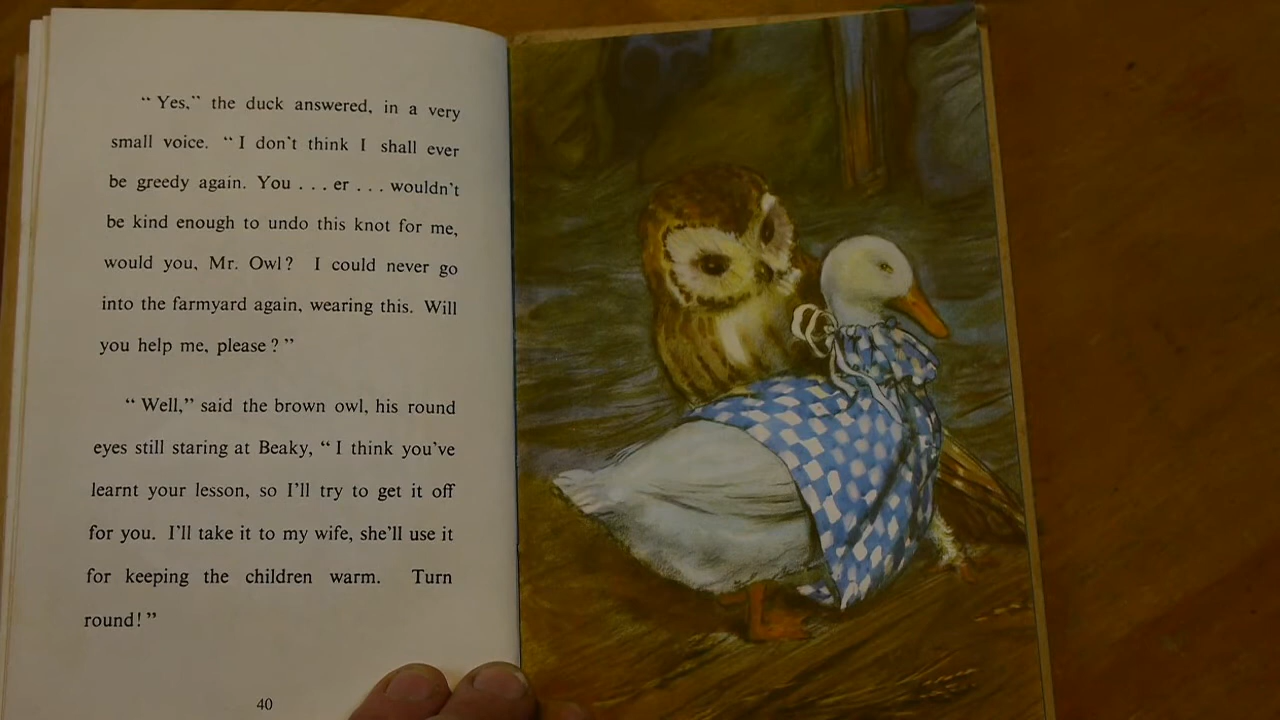 “ Yes,” the duck answered, in a very
small voice. “ I don't think I shall ever
be greedy again. You . . . er . . . wouldn't
be kind enough to undo this knot for me,
would you, Mr. Owl ? I could never go
into the farmyard again, wearing this. Will
you help me, please ? ”
“ Well,” said the brown owl, his round
eyes still staring at Beaky, “ I think you've
learnt your lesson, so I'll try to get it off
for you. I'll take it to my wife, she'll use it
for keeping the children warm. Turn
round ! ”
40